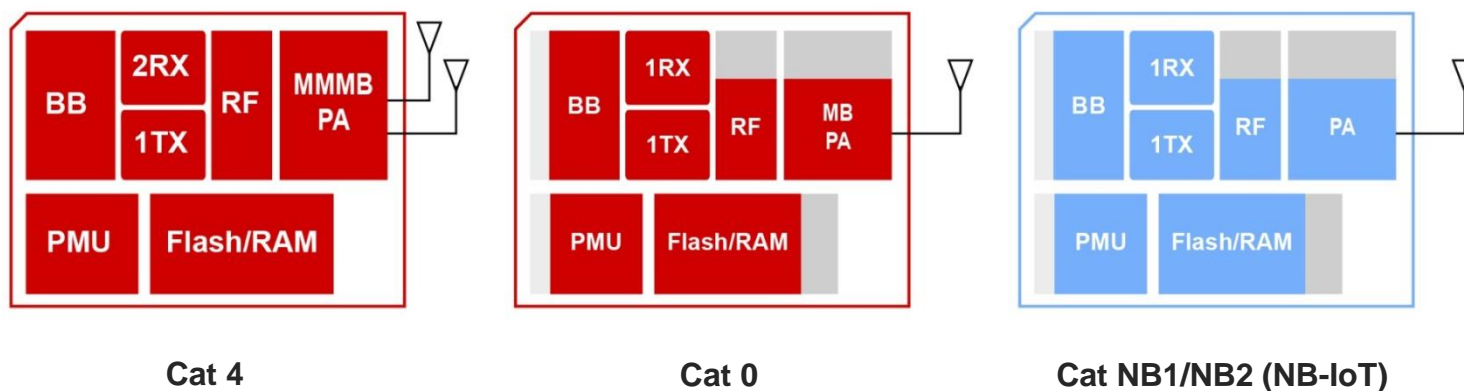 BB
2RX
1TX
RF
MMMB
PA
PMU
Flash/RAM
Cat 4
BB
1RX
1TX
RF
MB
PA
PMU
Flash/RAM
Cat 0
BB
1RX
1TX
RF
PA
PMU
Flash/RAM
Cat NB1/NB2 (NB-IoT)